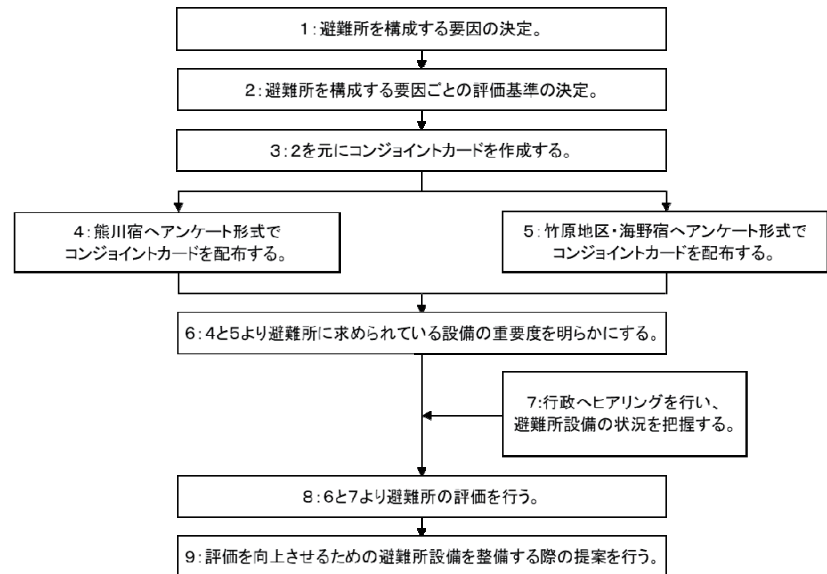 1:避難所を構成する要因の決定。
2:避難所を構成する要因ごとの評価基準の決定。
3:2を元にコンジョイントカードを作成する。
4:熊川宿へアンケート形式で
コンジョイントカードを配布する。
5:竹原地区・海野宿へアンケート形式で
コンジョイントカードを配布する。
6:4と5より避難所に求められている設備の重要度を明らかにする。
7:行政へヒアリングを行い、
避難所設備の状況を把握する。
8:6と7より避難所の評価を行う。
9:評価を向上させるための避難所設備を整備する際の提案を行う。